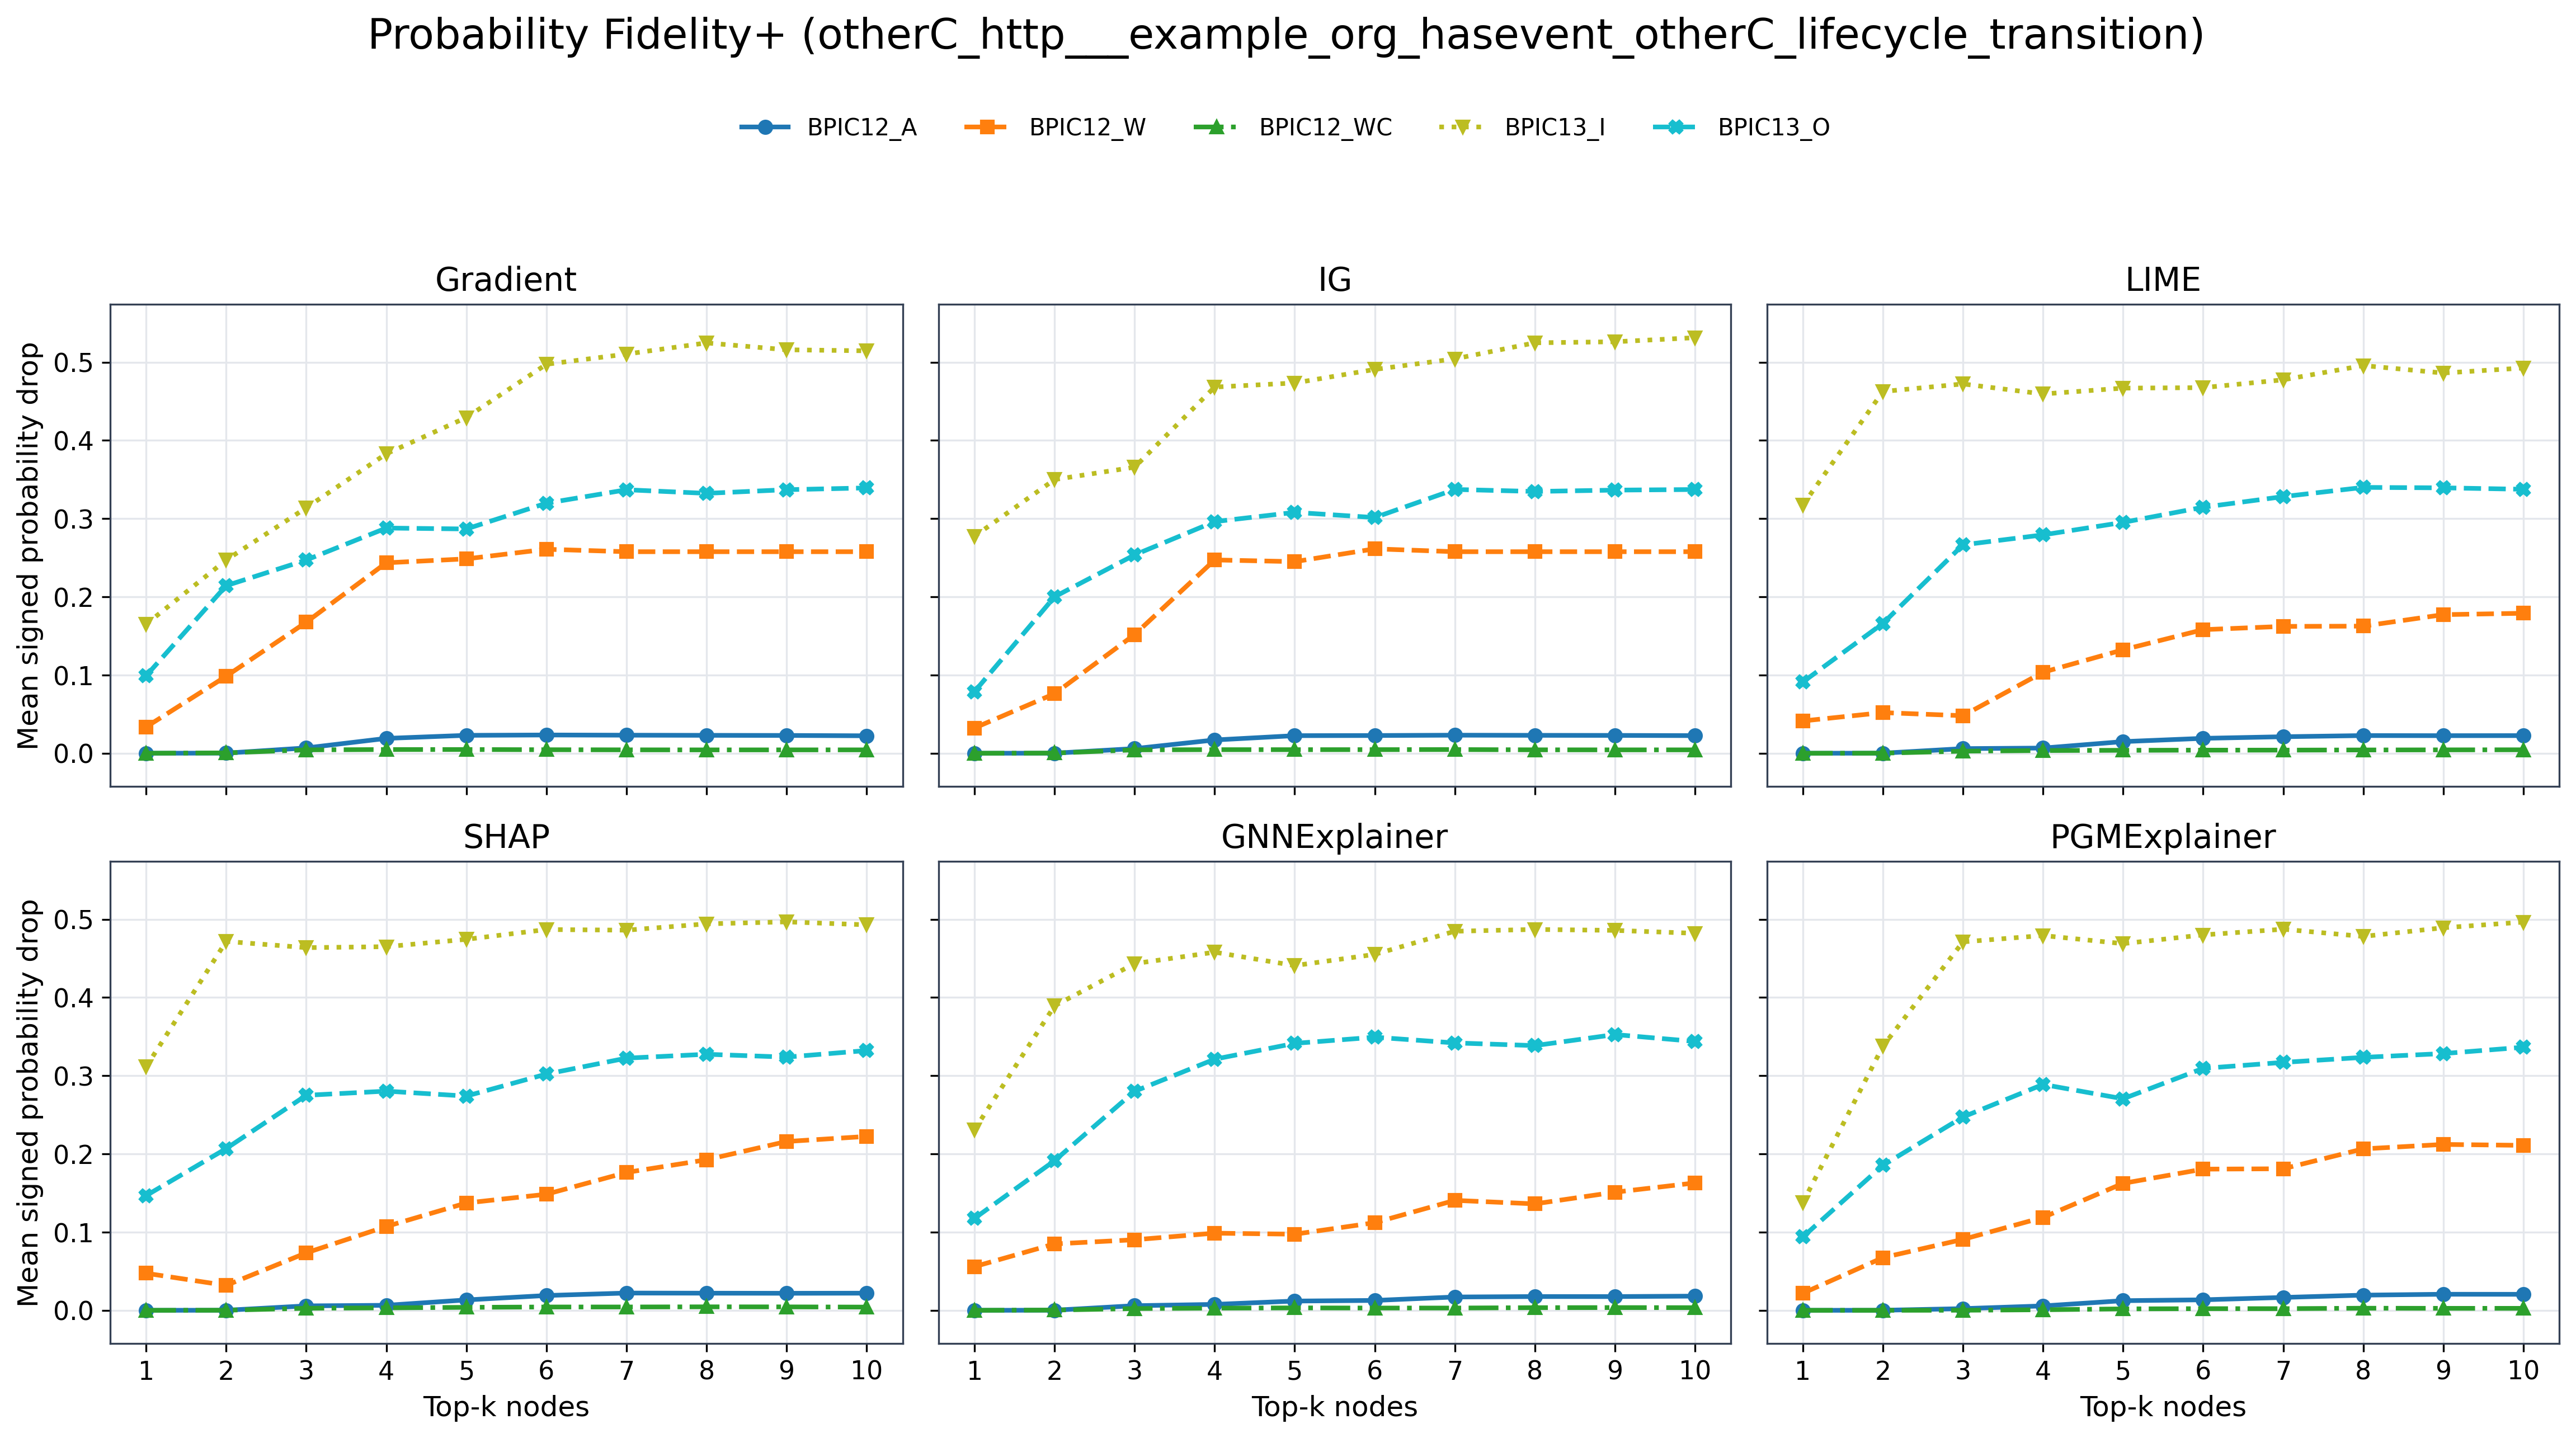 Probability Fidelity+ (otherC_http___example_org_hasevent_otherC_lifecycle_transition)
BPIC12_A BPIC12_W BPIC12_WC BPIC13_I BPIC13_O
Gradient IG LIME
Mean signed probability drop
0.5
0.4
0.3
0.2
0.1
0.0
SHAP GNNExplainer PGMExplainer
Mean signed probability drop
0.5
0.4
0.3
0.2
0.1
0.0
1 2 3 4 5 6 7 8 9 10 1 2 3 4 5 6 7 8 9 10 1 2 3 4 5 6 7 8 9 10
Top-k nodes Top-k nodes Top-k nodes